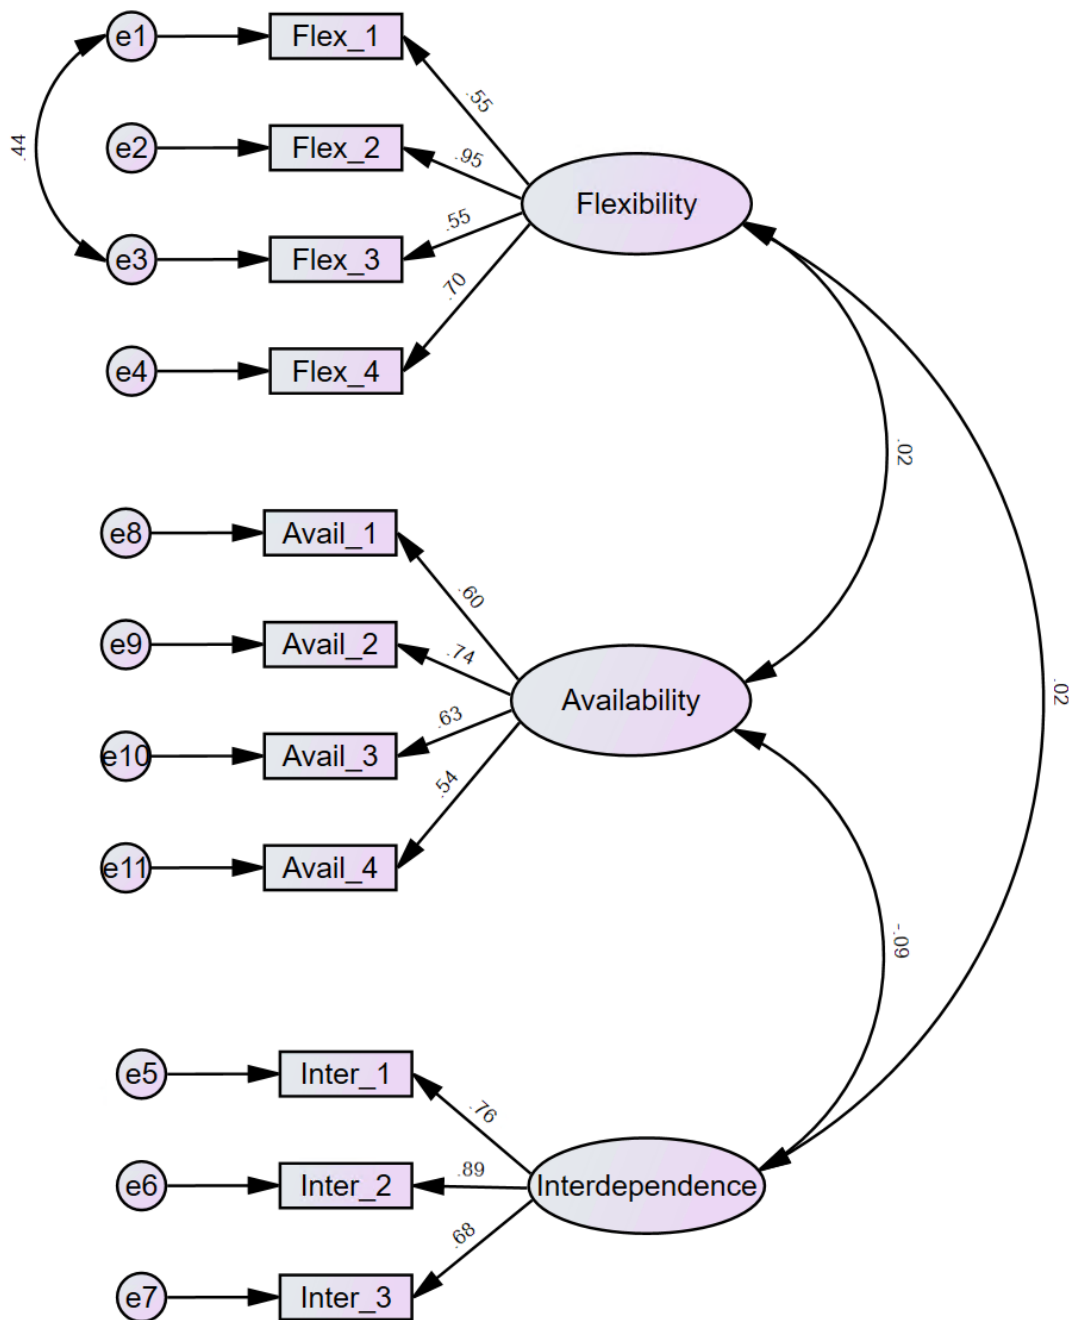 e1 Flex_1
.55
.44
e2 Flex_2
.95
Flexibility
.55
e3 Flex_3
.70
e4 Flex_4
.02
e8 Avail_1
.60
e9 Avail_2
.74
Availability
.02
.63
e10 Avail_3
.54
e11 Avail_4
-.09
e5 Inter_1
.76
.89
e6 Inter_2
Interdependence
.68
e7 Inter_3